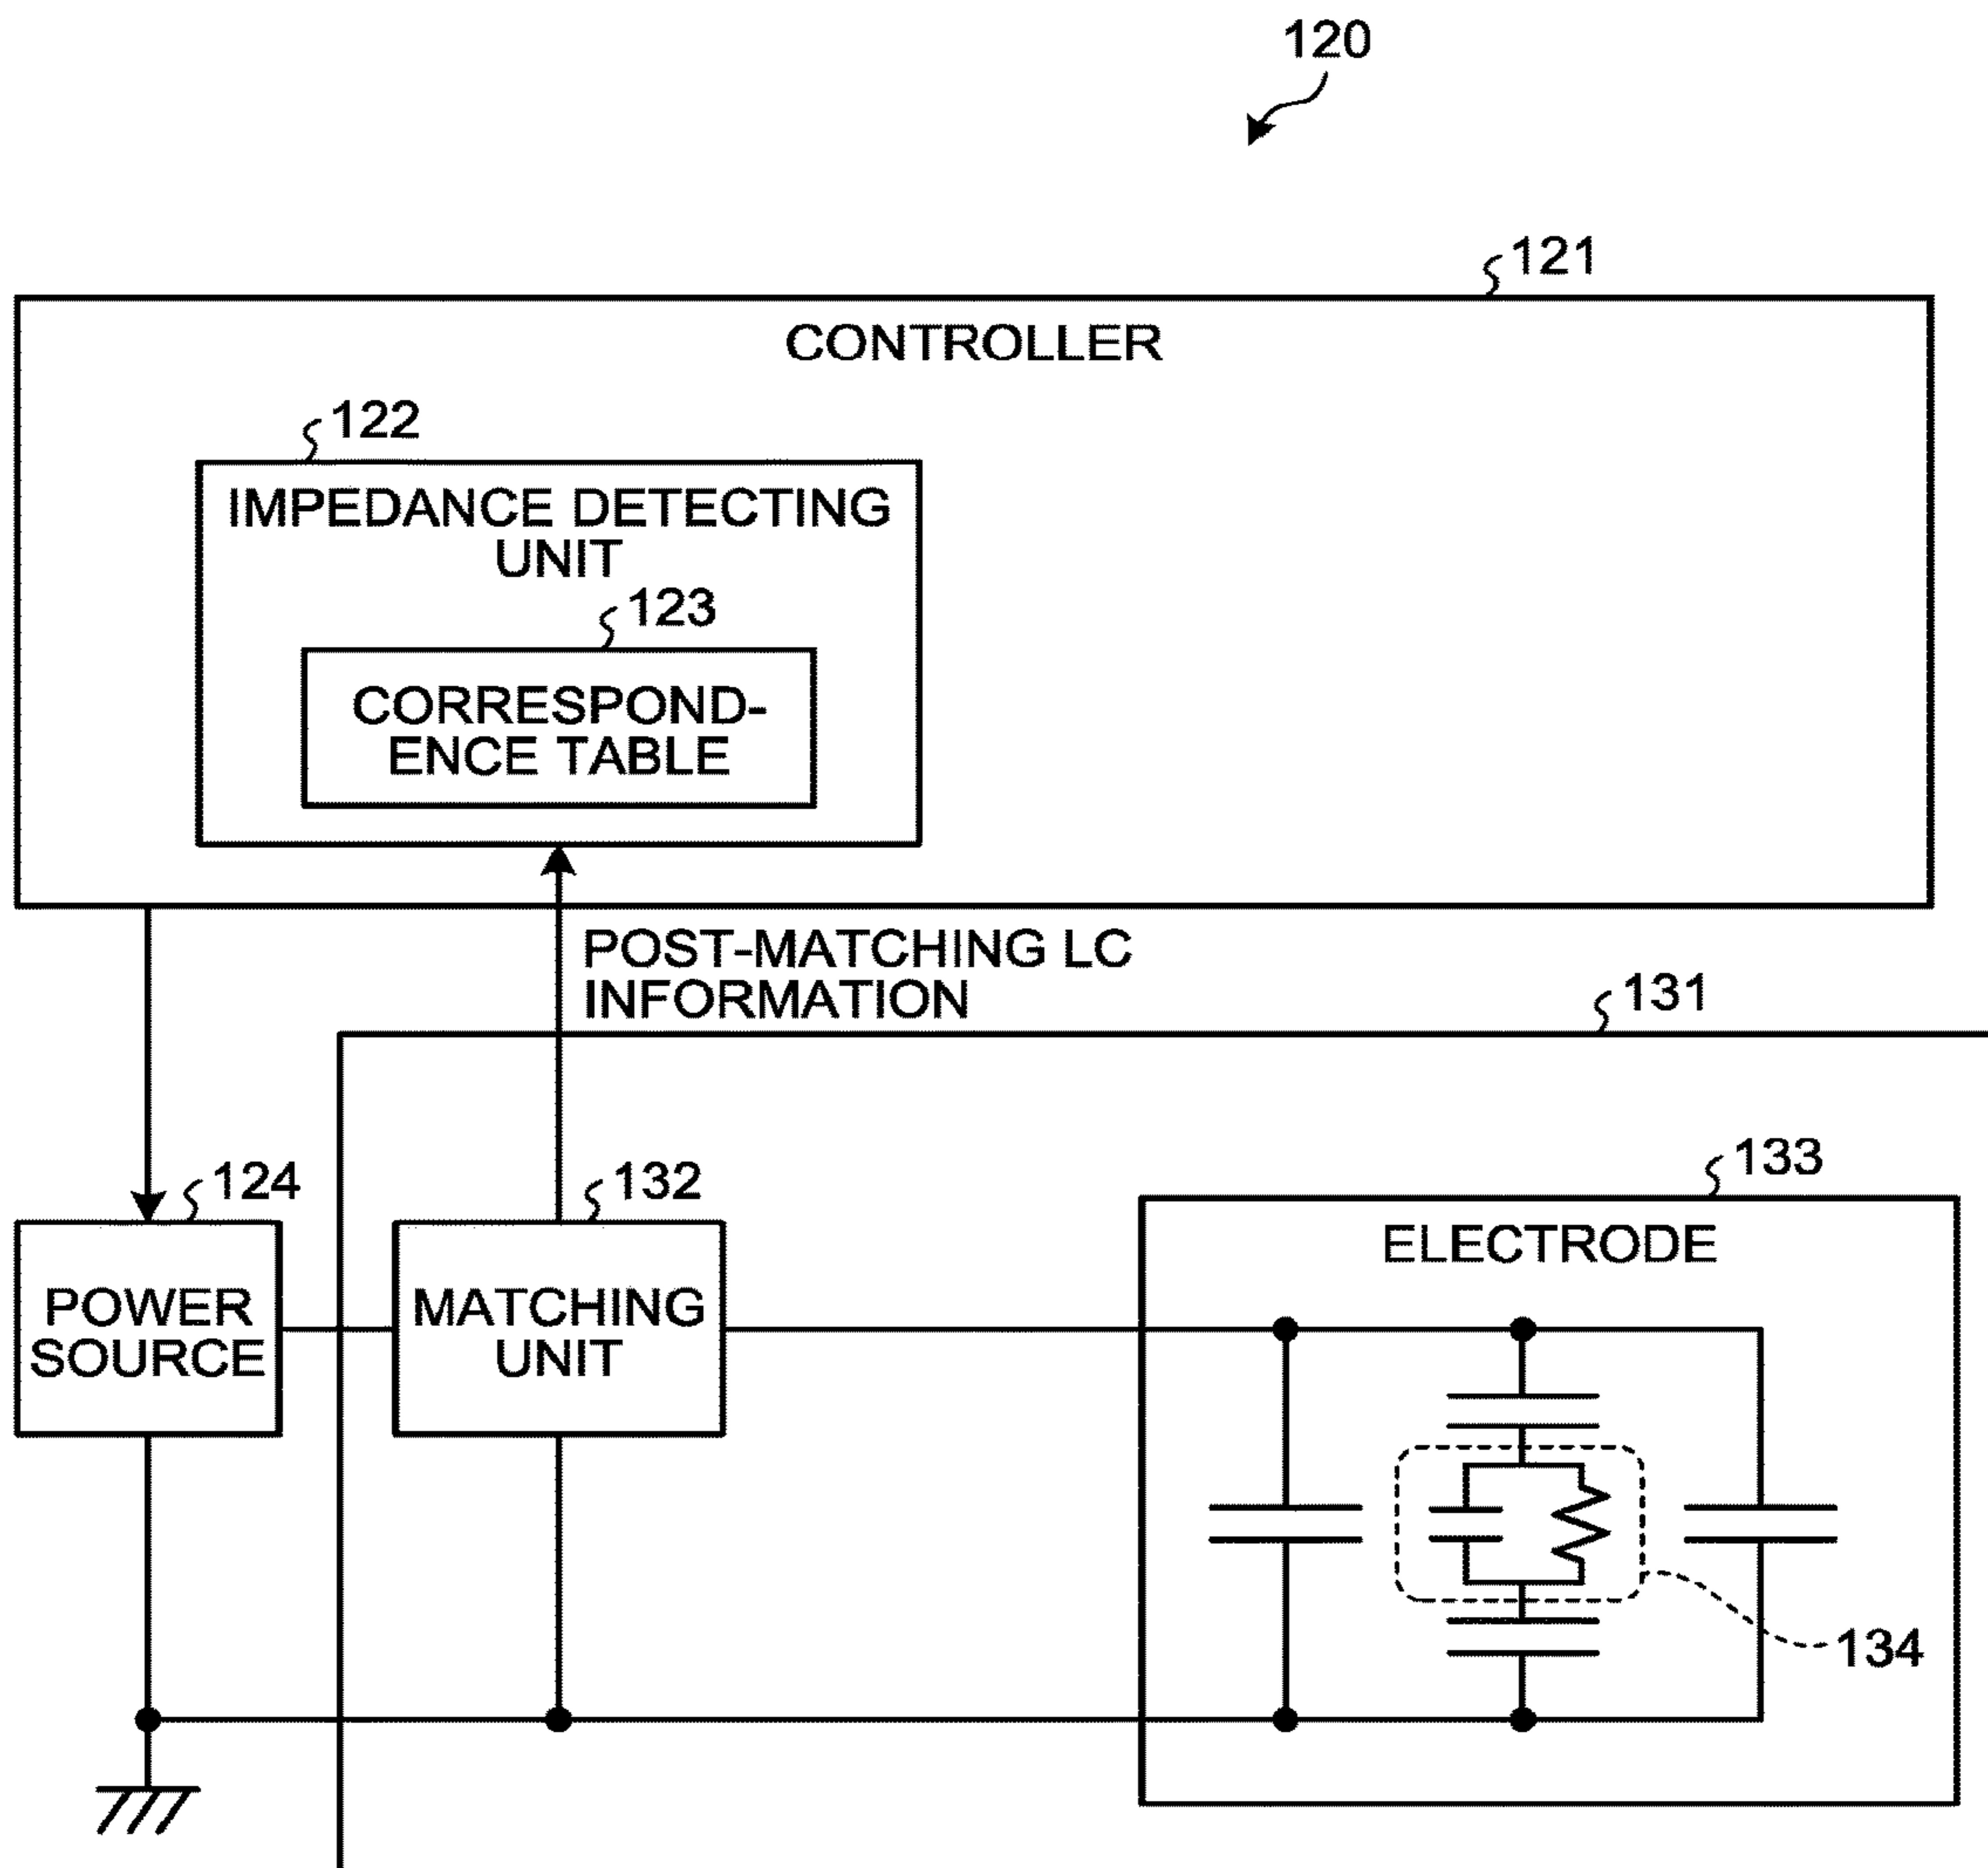 120
121
CONTROLLER
122
IMPEDANCE DETECTING
UNIT
123
CORRESPOND-
ENCE TABLE
POST-MATCHING LC
INFORMATION
131
124
132
133
POWER
SOURCE
MATCHING
UNIT
ELECTRODE
134